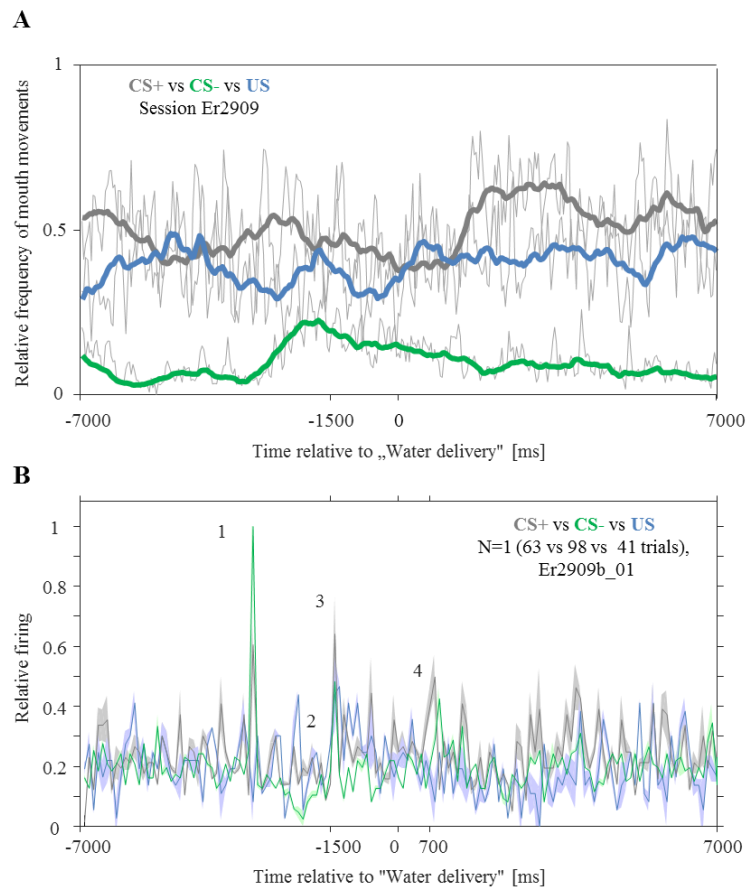 A
1
CS+ vs CS- vs US
Session Er2909
0.5
0
Relative frequency of mouth movements
-7000
-1500
0
7000
Time relative to „Water delivery" [ms]
B
CS+ vs CS- vs US
N=1 (63 vs 98 vs  41 trials),
Er2909b_01
1
0.8
0.6
0.4
0.2
0
Relative firing
1
2
3
4
-7000
-1500
0
700
7000
Time relative to "Water delivery" [ms]